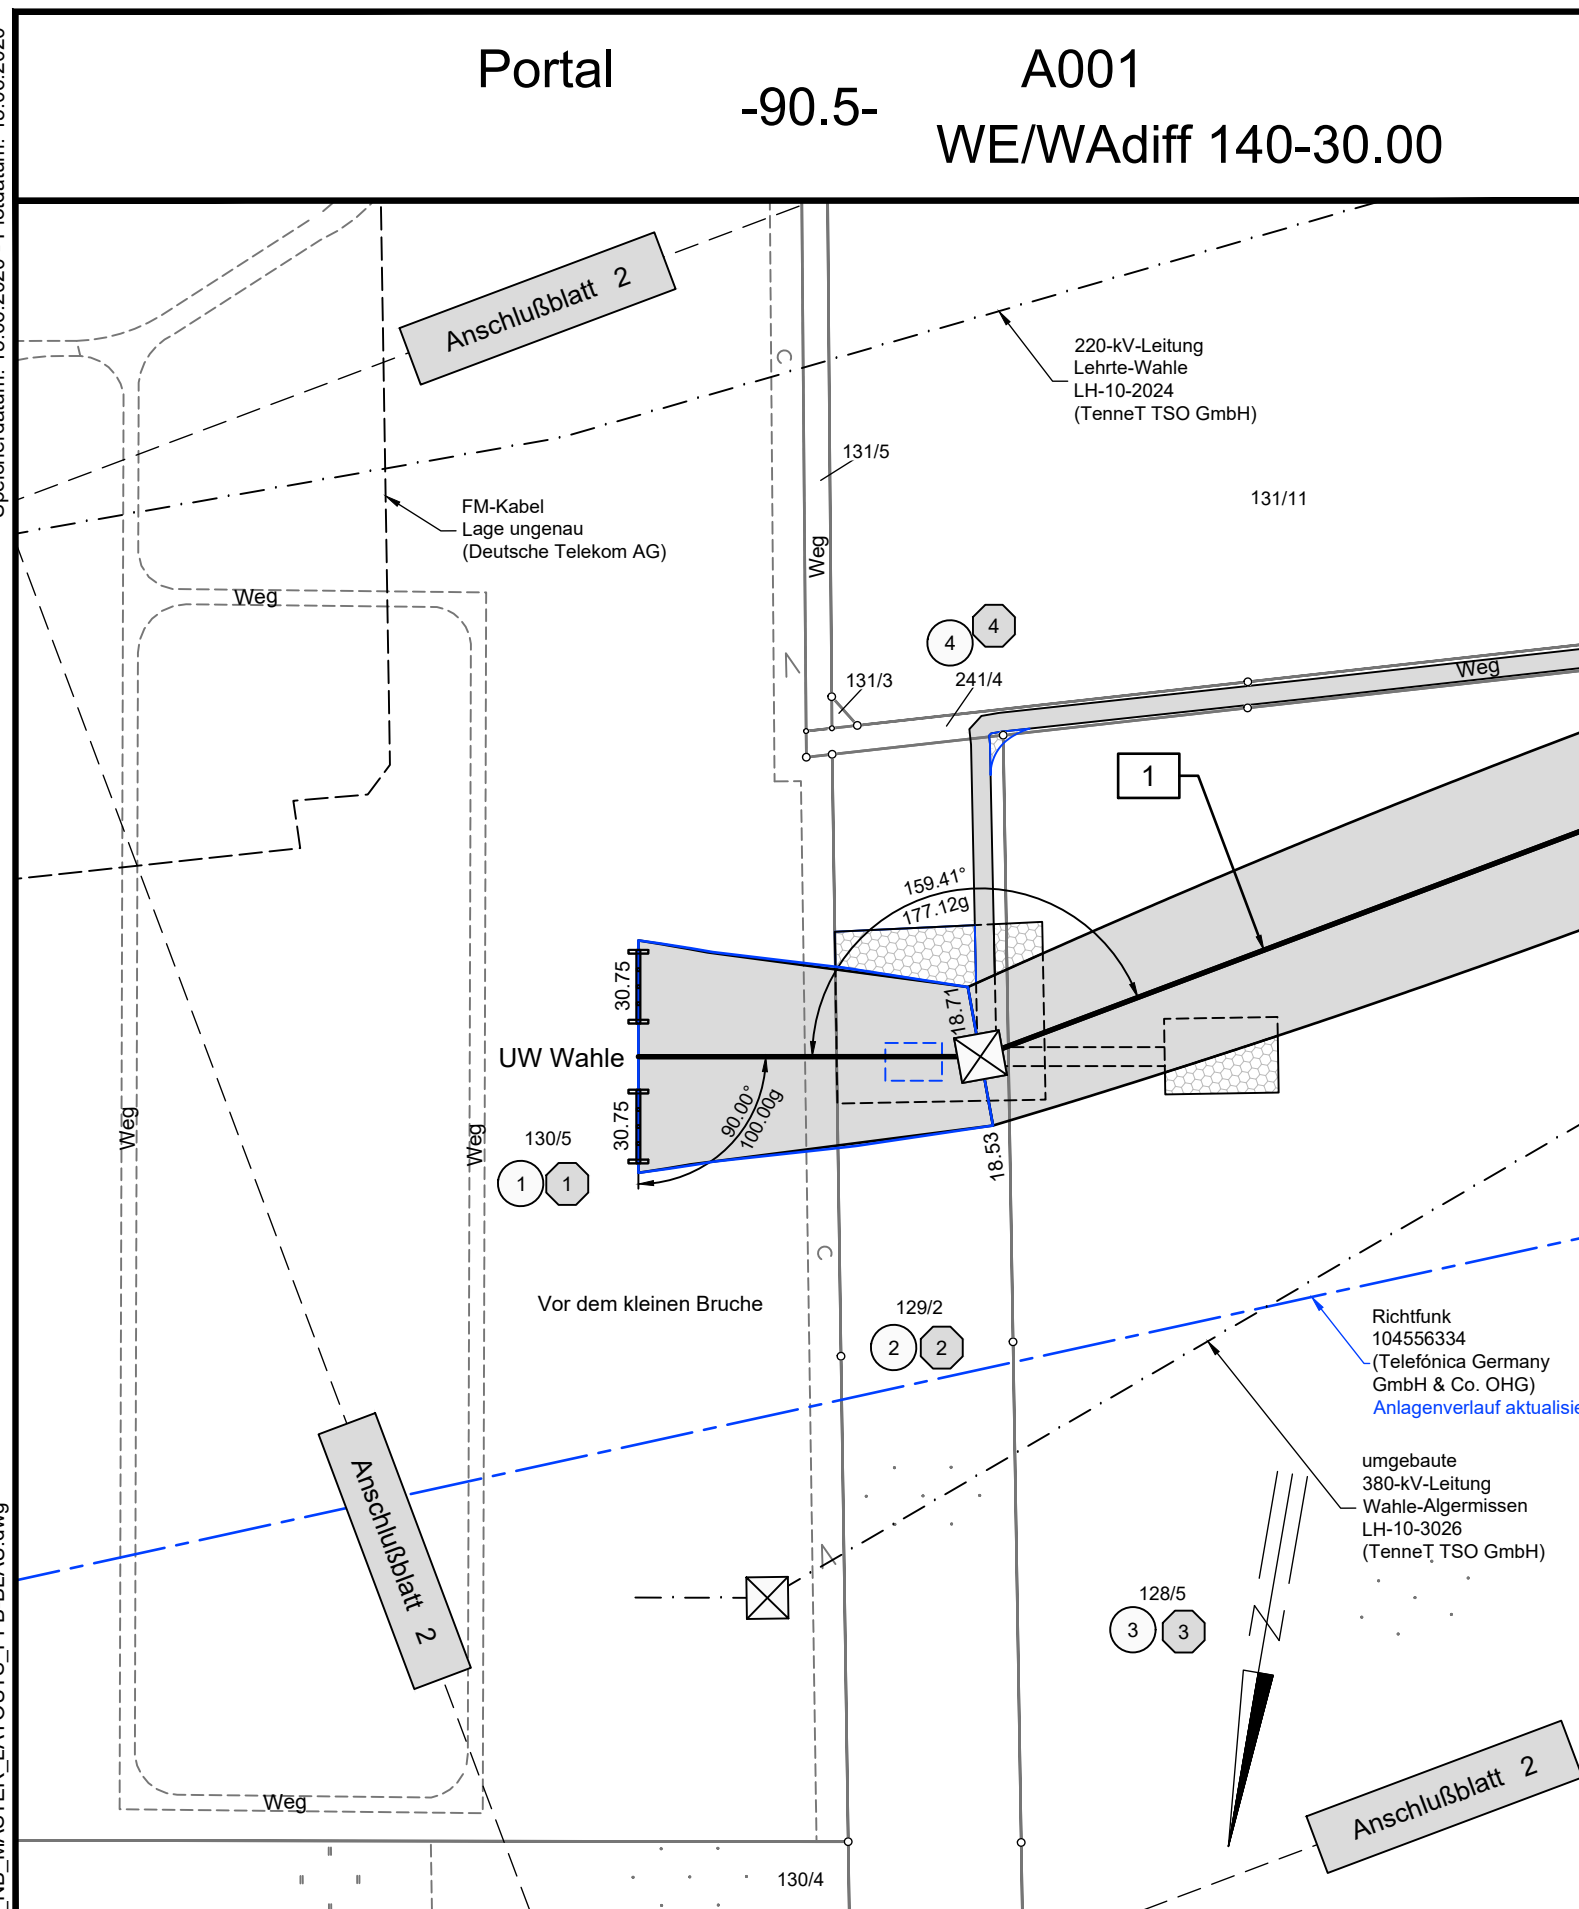 Portal
A001
-90.5-
WE/WAdiff 140-30.00
Anschlußblatt 2
220-kV-Leitung
Lehrte-Wahle
LH-10-2024
(TenneT TSO GmbH)
131/5
131/11
FM-Kabel
Lage ungenau
(Deutsche Telekom AG)
Weg
Weg
4
4
131/3
241/4
Weg
1
159.41°
177.12g
30.75
18.71
UW Wahle
90.00°
100.00g
30.75
18.53
Weg
Weg
130/5
1
1
Vor dem kleinen Bruche
129/2
2
2
Richtfunk
104556334
(Telefónica Germany
GmbH & Co. OHG)
Anlagenverlauf aktualisie
umgebaute
380-kV-Leitung
Wahle-Algermissen
LH-10-3026
(TenneT TSO GmbH)
Anschlußblatt 2
128/5
3
3
N
Anschlußblatt 2
Weg
130/4